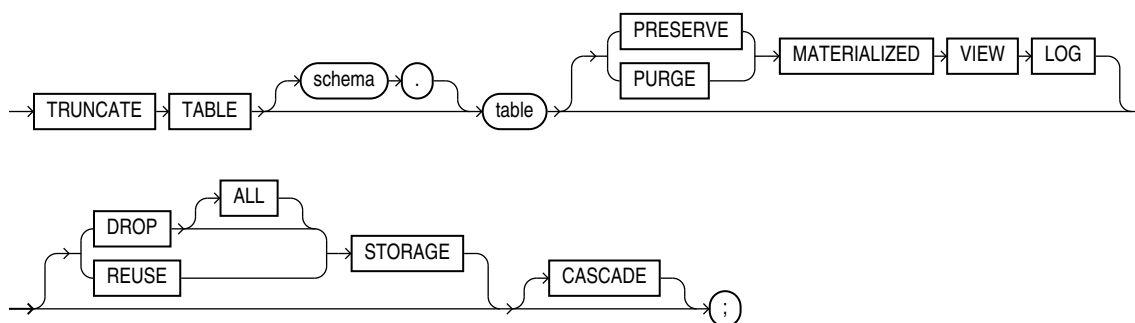 PRESERVE
schema . PURGE MATERIALIZED VIEW LOG
TRUNCATE TABLE table
ALL
DROP
REUSE STORAGE CASCADE
;